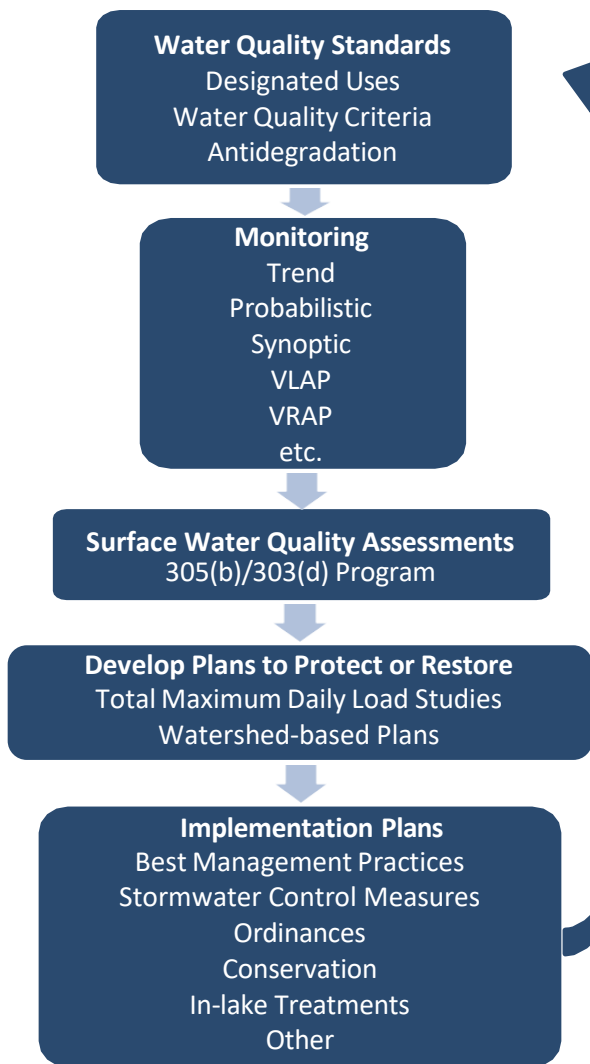 Water Quality Standards
Designated Uses
Water Quality Criteria
Antidegradation
Monitoring
Trend
Probabilistic
Synoptic
VLAP
VRAP
etc.
Surface Water Quality Assessments
305(b)/303(d) Program
Develop Plans to Protect or Restore
Total Maximum Daily Load Studies
Watershed-based Plans
Implementation Plans
Best Management Practices
Stormwater Control Measures
Ordinances
Conservation
In-lake Treatments
Other